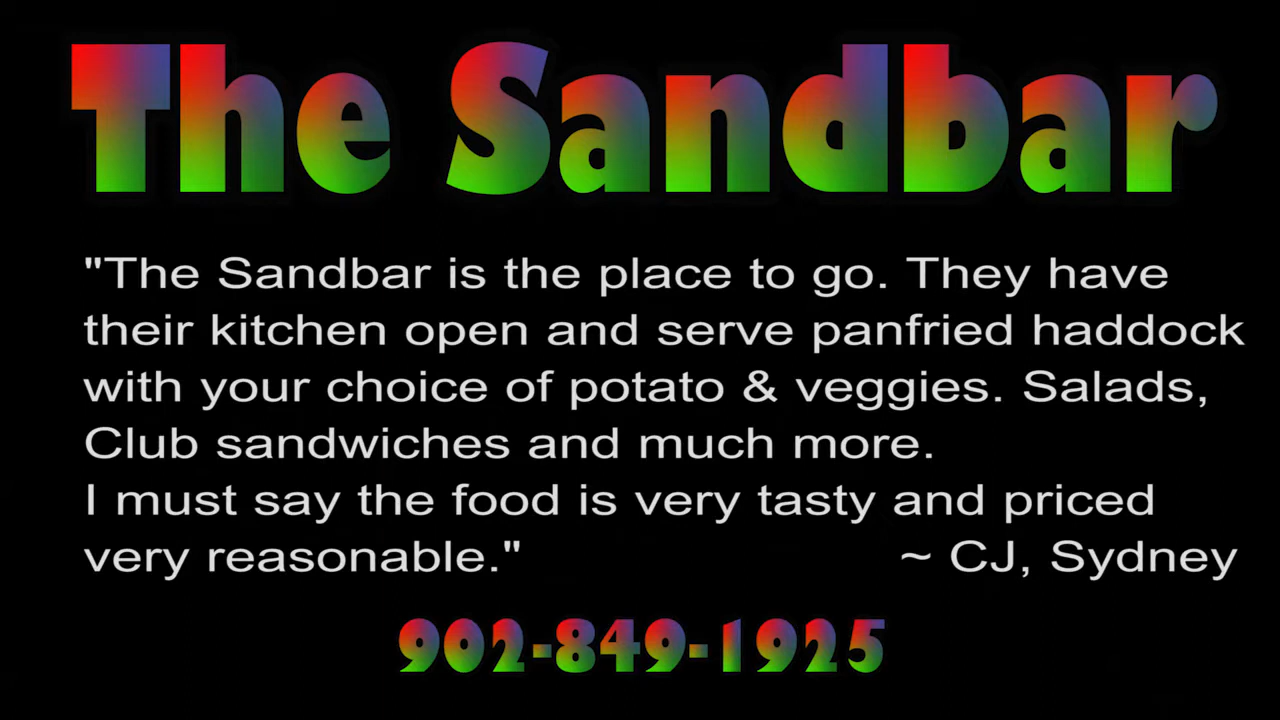 The Sandbar
"The Sandbar is the place to go. They have
their kitchen open and serve panfried haddock
with your choice of potato & veggies. Salads,
Club sandwiches and much more.
I must say the food is very tasty and priced
very reasonable." ~ CJ, Sydney
902-849-1925